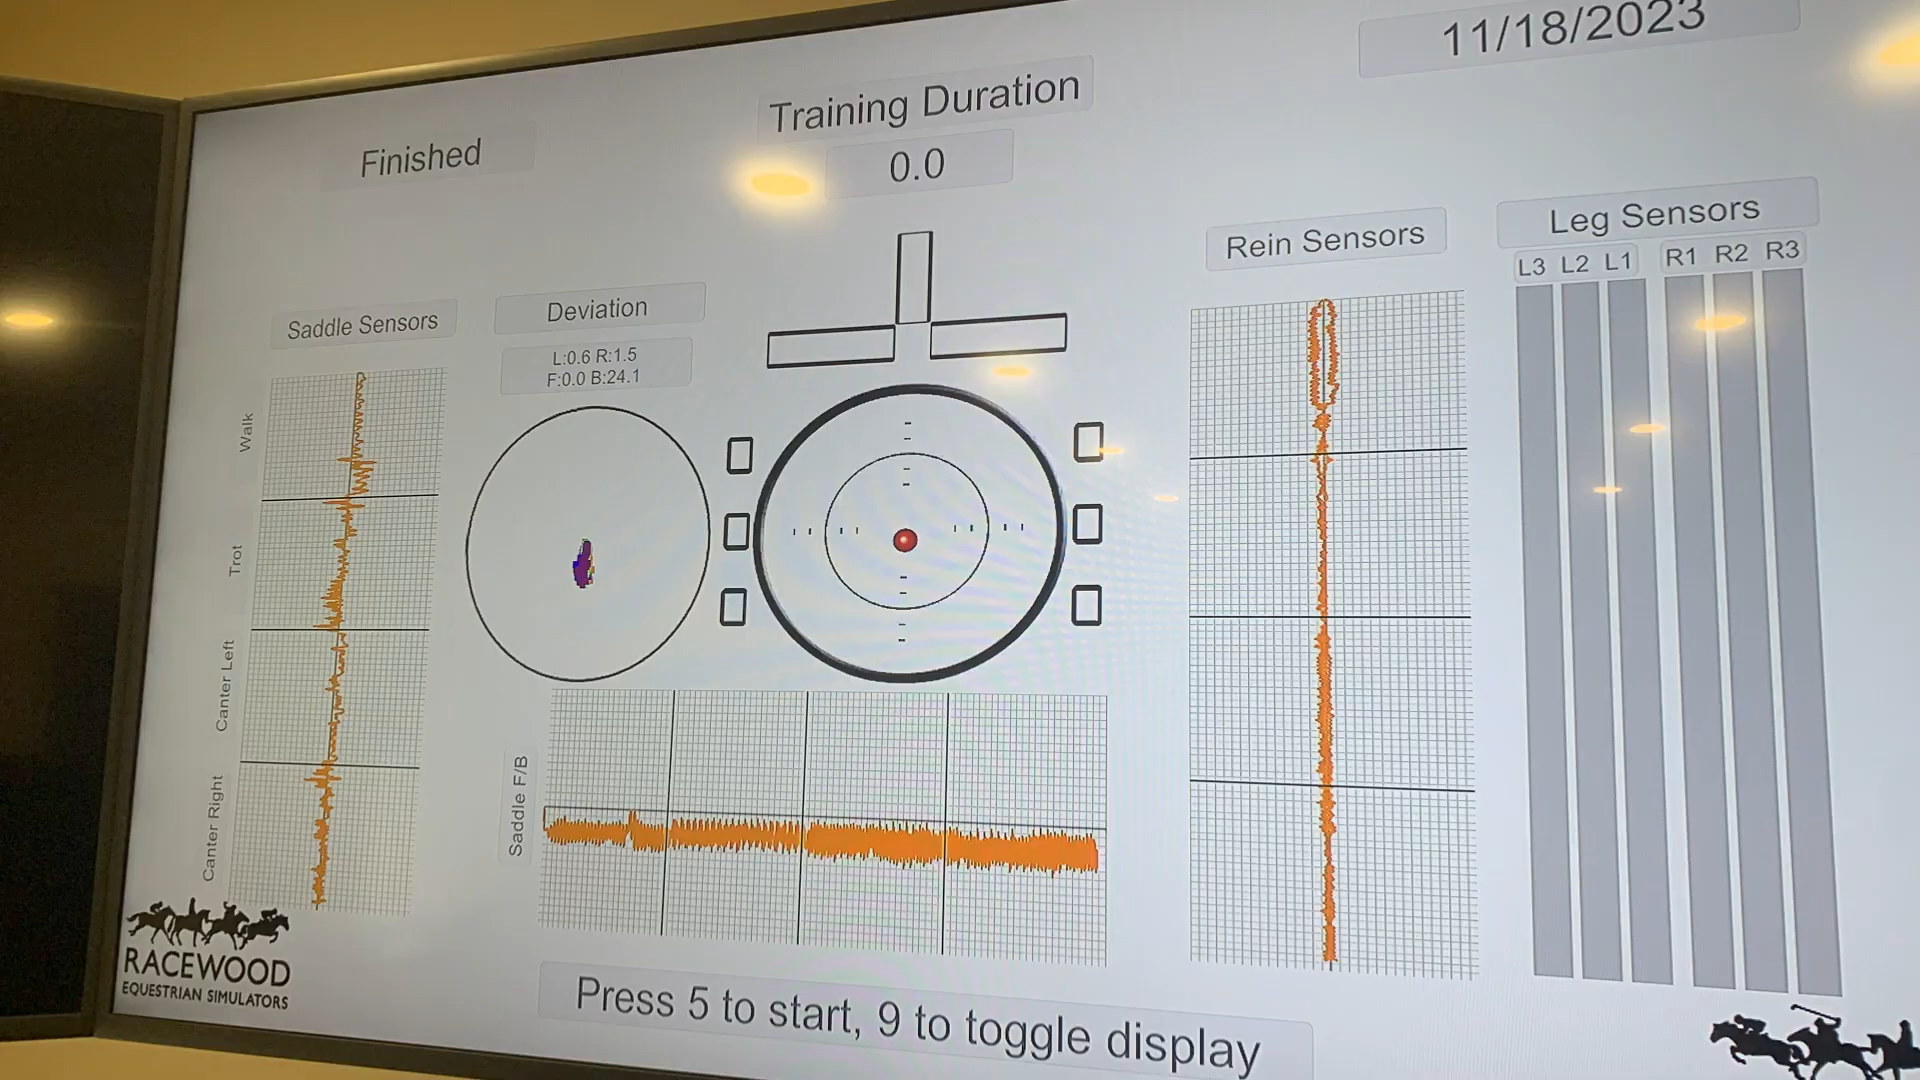 11/18/2023
Training Duration
Finished
0.0
Rein Sensors
Leg Sensors
L3 L2 L1 R1 R2 R3
Saddle Sensors
Deviation
L:0.6 R:1.5
F:0.0 B:24.1
Walk
Trot
Canter Left
Canter Right
Saddle F/B
RACEWOOD
EQUESTRIAN SIMULATORS
Press 5 to start, 9 to toggle display